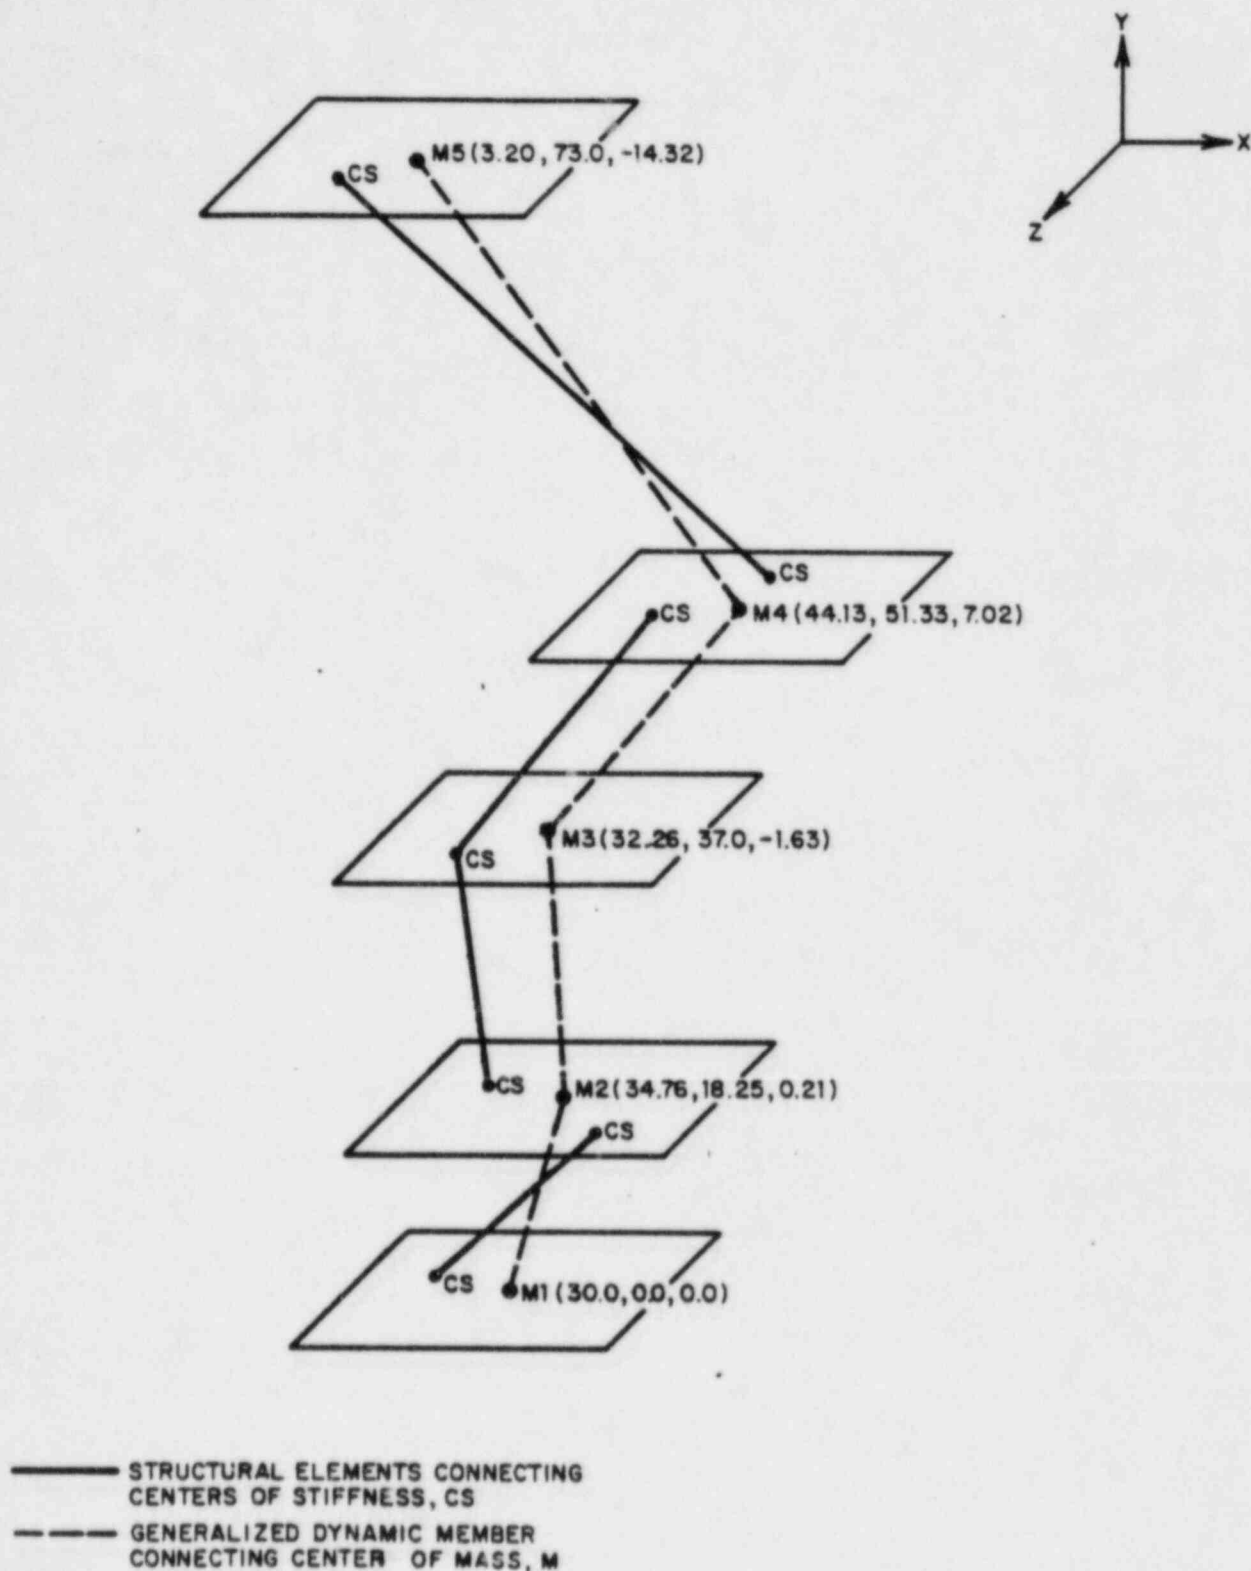 Y
X
Z
M5(3.20, 73.0, -14.32)
CS
CS
CS
M4(44.13, 51.33, 7.02)
M3(32.26, 37.0, -1.63)
CS
CS
M2(34.76,18.25, 0.21)
CS
CS
M1(30.0,0.0,0.0)
STRUCTURAL ELEMENTS CONNECTING
CENTERS OF STIFFNESS, CS
GENERALIZED DYNAMIC MEMBER
CONNECTING CENTER OF MASS, M